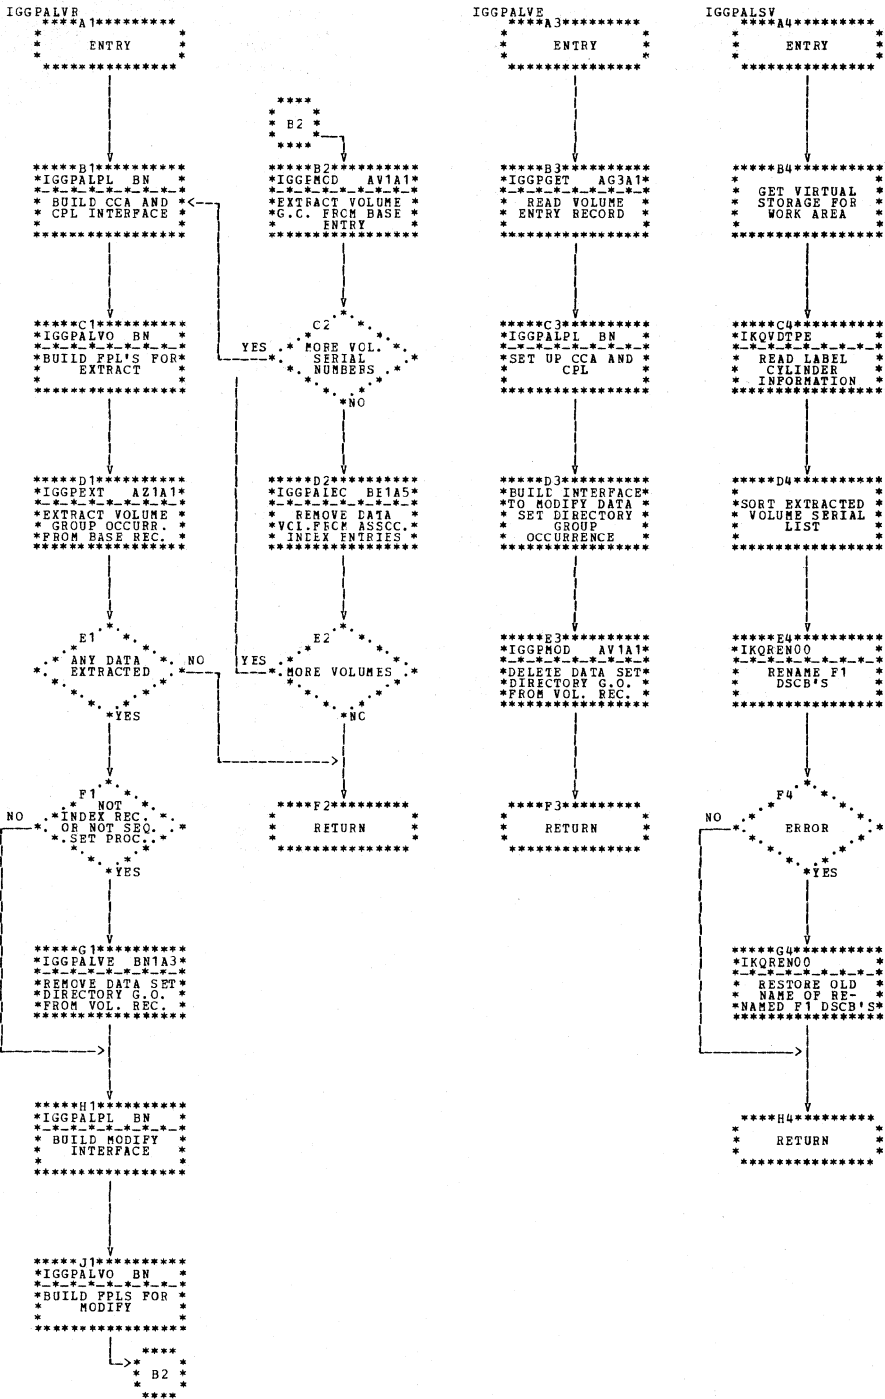 IGGPALVR
****A1*********
ENTRY
*****B1**********
*IGGPALPL BN *
*-*-*-*-*-*-*-*-*
* BUILD CCA AND *
* CPL INTERFACE *
*****C1**********
*IGGPALVO BN *
*-*-*-*-*-*-*-*-*
*BUILD FPL'S FOR*
* EXTRACT *
*****D1**********
*IGGPEXT AZ1A1*
*-*-*-*-*-*-*-*-*
*EXTRACT VOLUME *
* GROUP OCCURR. *
*FROM BASE REC. *
E1
ANY DATA
EXTRACTED
NO
*YES
F1
NOT
*INDEX REC.
OR NOT SEQ.
SET PROC.
NO
*YES
*****G1**********
*IGGPALVE BN1A3*
*-*-*-*-*-*-*-*-*
*REMOVE DATA SET*
*DIRECTORY G.O. *
*FROM VOL. REC. *
*****H1**********
*IGGPALPL BN *
*-*-*-*-*-*-*-*-*
* BUILD MODIFY *
* INTERFACE *
*****J1**********
*IGGPALVO BN *
*-*-*-*-*-*-*-*-*
*BUILD FPLS FOR *
* MODIFY *
B2
B2
*****B2**********
*IGGPMCD AV1A1*
*-*-*-*-*-*-*-*-*
*EXTRACT VOLUME *
*G.C. FRCM BASE *
* ENTRY *
C2
MORE VOL.
SERIAL
NUMBERS
YES
*NO
*****D2**********
*IGGPAIEC BE1A5*
*-*-*-*-*-*-*-*-*
* REMOVE DATA *
*VCL.FRCM ASSCC.*
* INDEX ENTRIES *
E2
MORE VOLUMES
YES
*NC
****F2*********
RETURN
IGGPALVE
****A3*********
ENTRY
*****B3**********
*IGGPGET AG3A1*
*-*-*-*-*-*-*-*-*
* READ VOLUME *
* ENTRY RECORD *
*****C3**********
*IGGPALPL BN *
*-*-*-*-*-*-*-*-*
*SET UP CCA AND *
* CPL *
*****D3**********
*BUILD INTERFACE*
*TO MODIFY DATA *
* SET DIRECTORY *
* GROUP *
* OCCURRENCE *
*****E3**********
*IGGPMOD AV1A1*
*-*-*-*-*-*-*-*-*
*DELETE DATA SET*
*DIRECTORY G.O. *
*FROM VOL. REC. *
****F3*********
RETURN
IGGPALSV
****A4*********
ENTRY
*****B4**********
* GET VIRTUAL *
* STORAGE FOR *
* WORK AREA *
*****C4**********
*IKQVDTPE *
*-*-*-*-*-*-*-*-*
* READ LABEL *
* CYLINDER *
* INFORMATION *
*****D4**********
*SORT EXTRACTED *
* VOLUME SERIAL *
* LIST *
*****E4**********
*IKQREN00 *
*-*-*-*-*-*-*-*-*
* RENAME F1 *
* DSCB'S *
F4
ERROR
NO
*YES
*****G4**********
*IKQREN00 *
*-*-*-*-*-*-*-*-*
* RESTORE OLD *
* NAME OF RE- *
*NAMED F1 DSCB'S*
****H4*********
RETURN